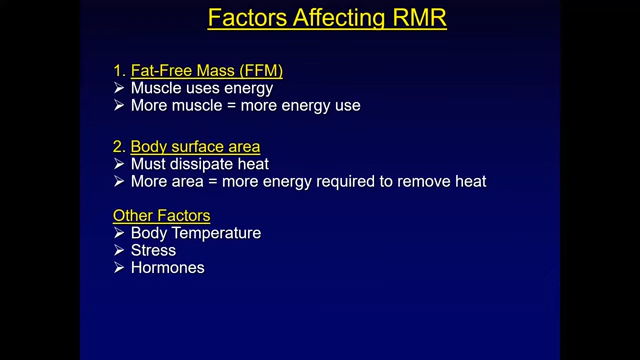 Factors Affecting RMR
1. Fat-Free Mass (FFM)
➢ Muscle uses energy
➢ More muscle = more energy use
2. Body surface area
➢ Must dissipate heat
➢ More area = more energy required to remove heat
Other Factors
➢ Body Temperature
➢ Stress
➢ Hormones